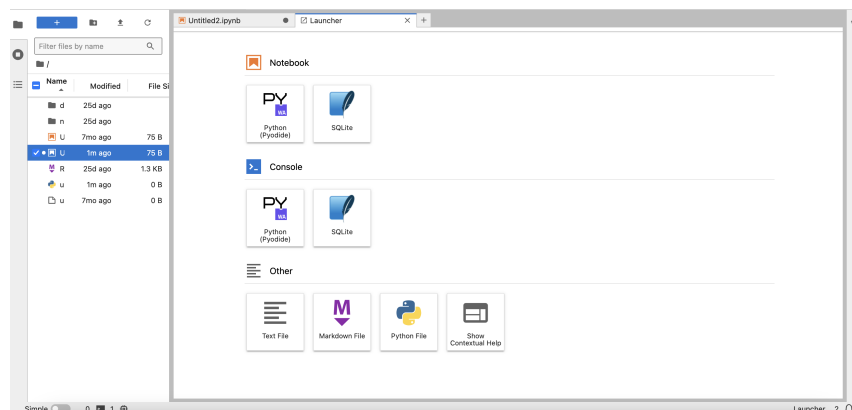 Untitled2.ipynb
Launcher
Filter files by name
/
Name
Modified
File Si
d 25d ago
n 25d ago
U 7mo ago 75 B
U 1m ago 75 B
R 25d ago 1.3 KB
u 1m ago 0 B
u 7mo ago 0 B
Notebook
PY
WA
Python
(Pyodide)
SQLite
Console
PY
WA
Python
(Pyodide)
SQLite
Other
Text File
M
Markdown File
Python File
Show
Contextual Help
Simple 0 1
Launcher 2